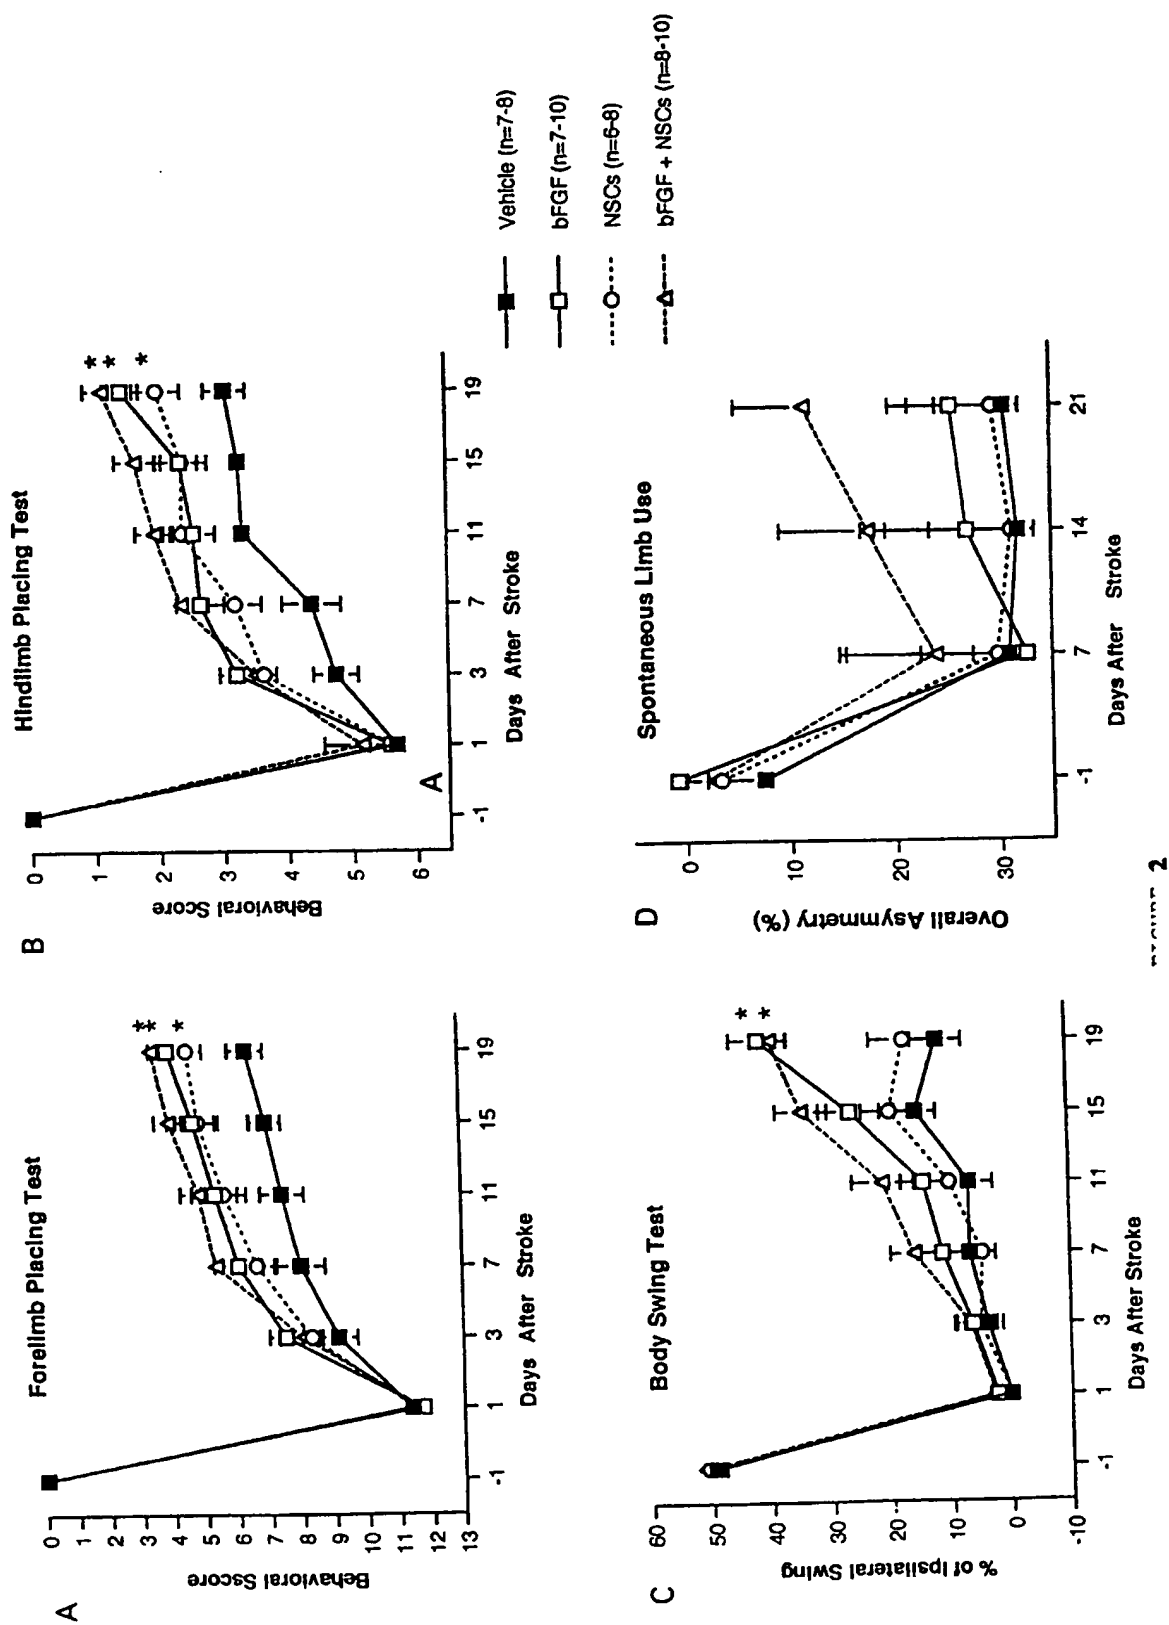 A
Forelimb Placing Test
* * *
0
1
2
3
4
5
6
7
8
9
10
11
12
13
Behavioral Sscore
-1 1 3 7 11 15 19
Days After Stroke
B
Hindlimb Placing Test
* * *
0
1
2
3
4
5
6
Behavioral Score
A
-1 1 3 7 11 15 19
Days After Stroke
Vehicle (n=7-8)
bFGF (n=7-10)
NSCs (n=6-8)
bFGF + NSCs (n=8-10)
C
Body Swing Test
* *
60
50
40
30
20
10
0
-10
% of Ipsilateral Swing
-1 1 3 7 11 15 19
Days After Stroke
D
Spontaneous Limb Use
0
10
20
30
Overall Asymmetry (%)
-1 7 14 21
Days After Stroke
2